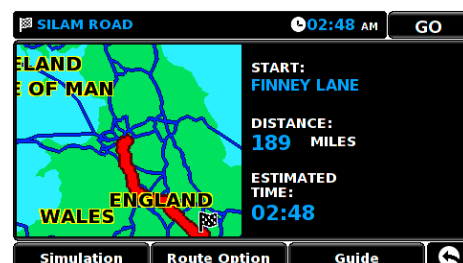 SILAM ROAD
02:48 AM
GO
ELAND
E OF MAN
ENGLAND
WALES
START:
FINNEY LANE
DISTANCE:
189 MILES
ESTIMATED
TIME:
02:48
Simulation
Route Option
Guide